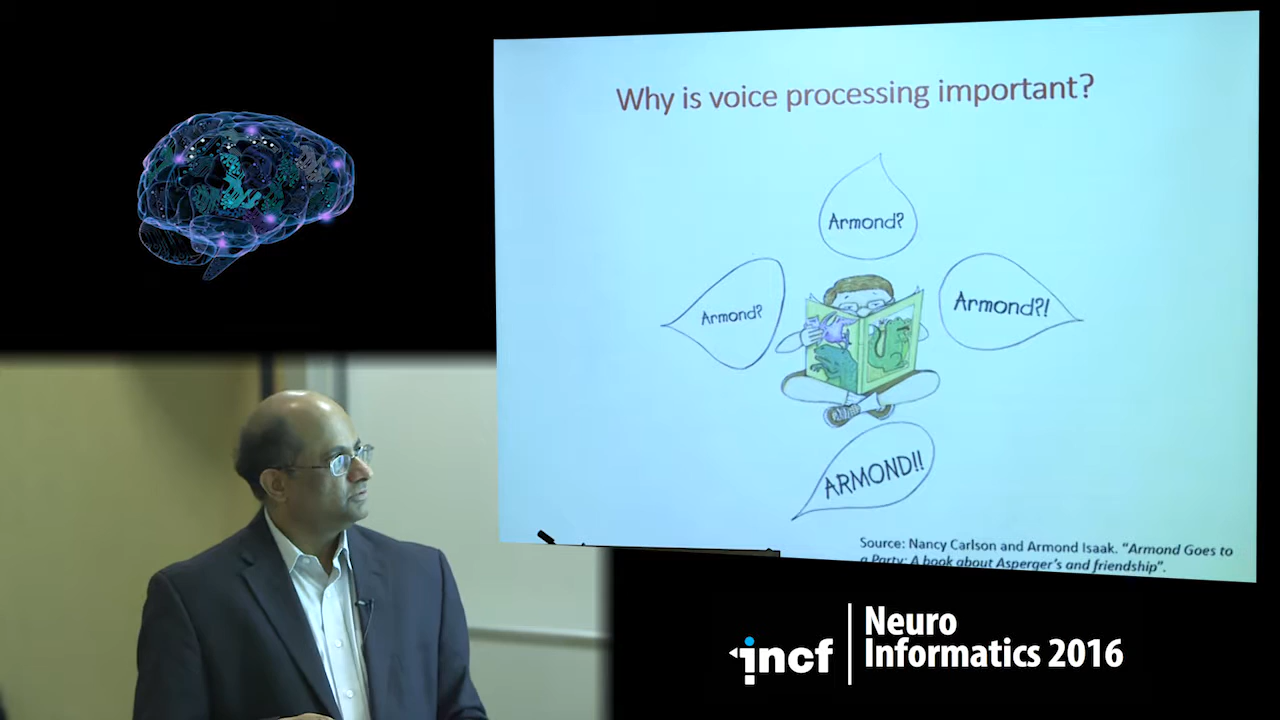 Why is voice processing important?
Armond?
Armond?
Armond?!
ARMOND!!
Source: Nancy Carlson and Armond Isaak. "Armond Goes to
a Party: A book about Asperger's and friendship".
incf
Neuro
Informatics 2016